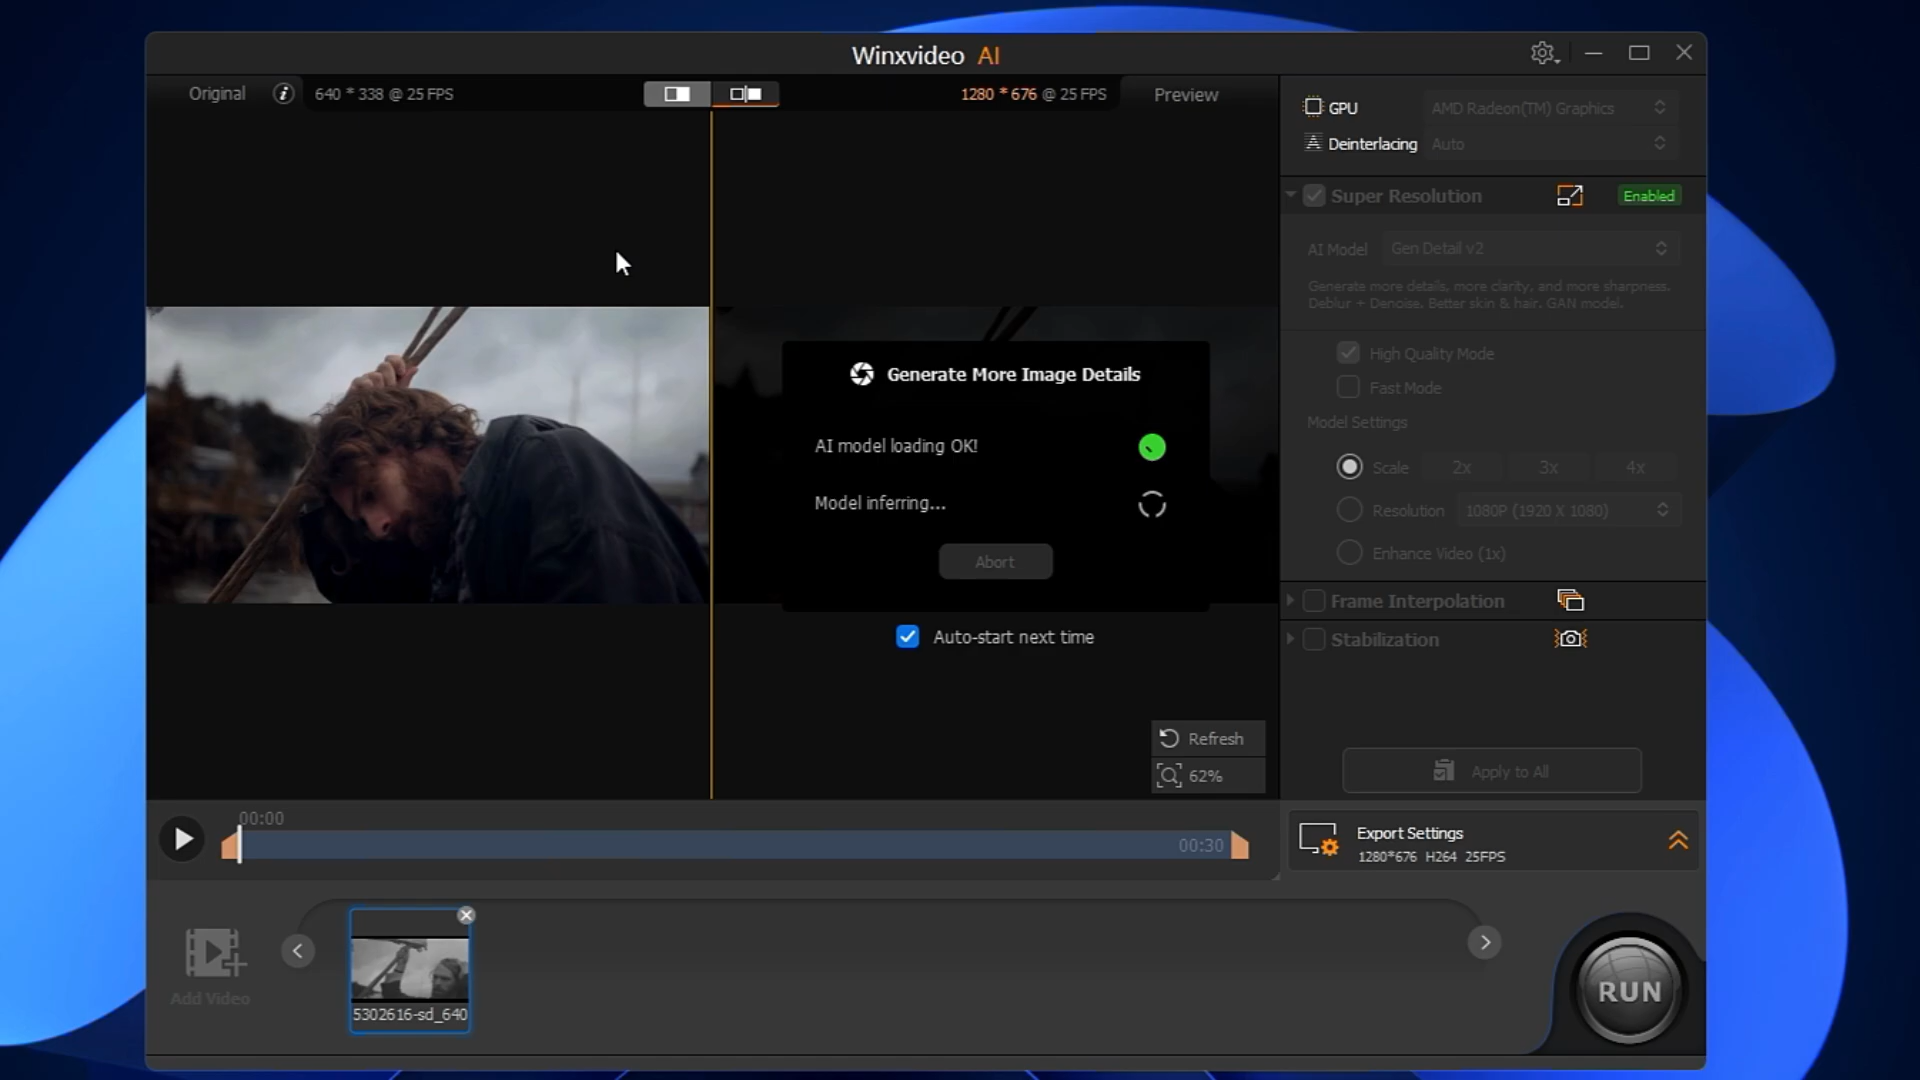 Winxvideo AI
Original
640 * 338 @ 25 FPS
1280 * 676 @ 25 FPS
Preview
GPU
AMD Radeon(TM) Graphics
Deinterlacing
Auto
Super Resolution
Enabled
AI Model
Gen Detail v2
Generate more details, more clarity, and more sharpness.
Deblur + Denoise. Better skin & hair. GAN model.
High Quality Mode
Fast Mode
Model Settings
Scale
2x
3x
4x
Resolution
1080P (1920 X 1080)
Enhance Video (1x)
Frame Interpolation
Stabilization
Apply to All
Generate More Image Details
AI model loading OK!
Model inferring...
Abort
Auto-start next time
Refresh
62%
00:00
00:30
Export Settings
1280*676 H264 25FPS
Add Video
5302616-sd_640
RUN